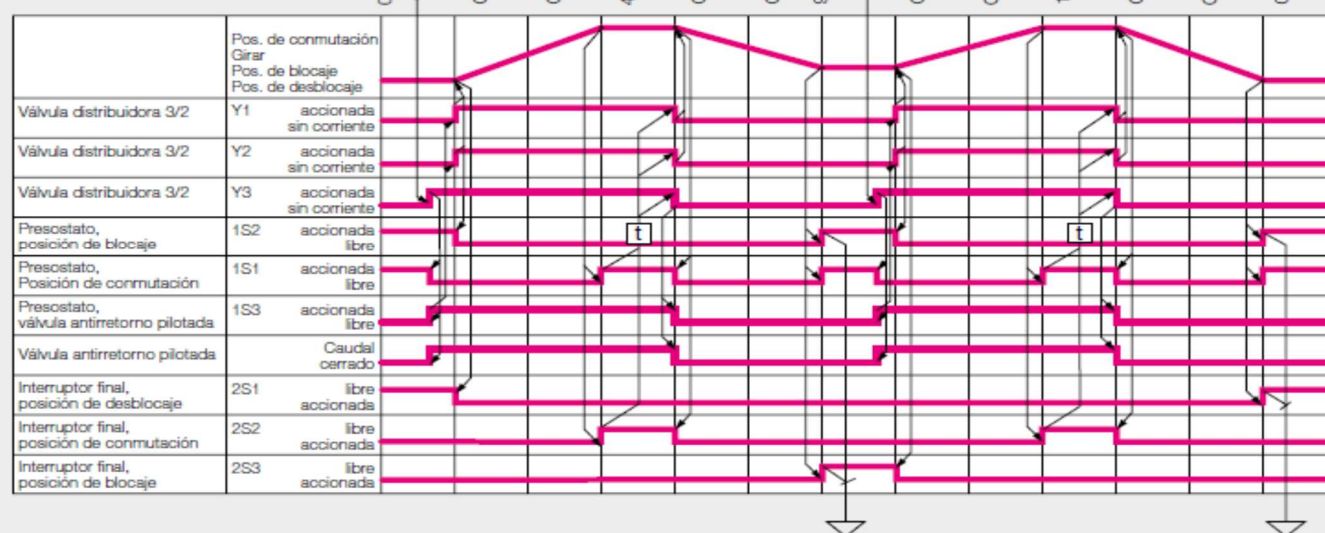 Pos. de conmutación
Girar
Pos. de blocaje
Pos. de desblocaje
Válvula distribuidora 3/2 Y1 accionada
sin corriente
Válvula distribuidora 3/2 Y2 accionada
sin corriente
Válvula distribuidora 3/2 Y3 accionada
sin corriente
Presostato, 1S2 accionada
posición de blocaje libre
t t
Presostato, 1S1 accionada
Posición de conmutación libre
Presostato, 1S3 accionada
válvula antirretorno pilotada libre
Válvula antirretorno pilotada Caudal
cerrado
Interruptor final, 2S1 libre
posición de desblocaje accionada
Interruptor final, 2S2 libre
posición de conmutación accionada
Interruptor final, 2S3 libre
posición de blocaje accionada